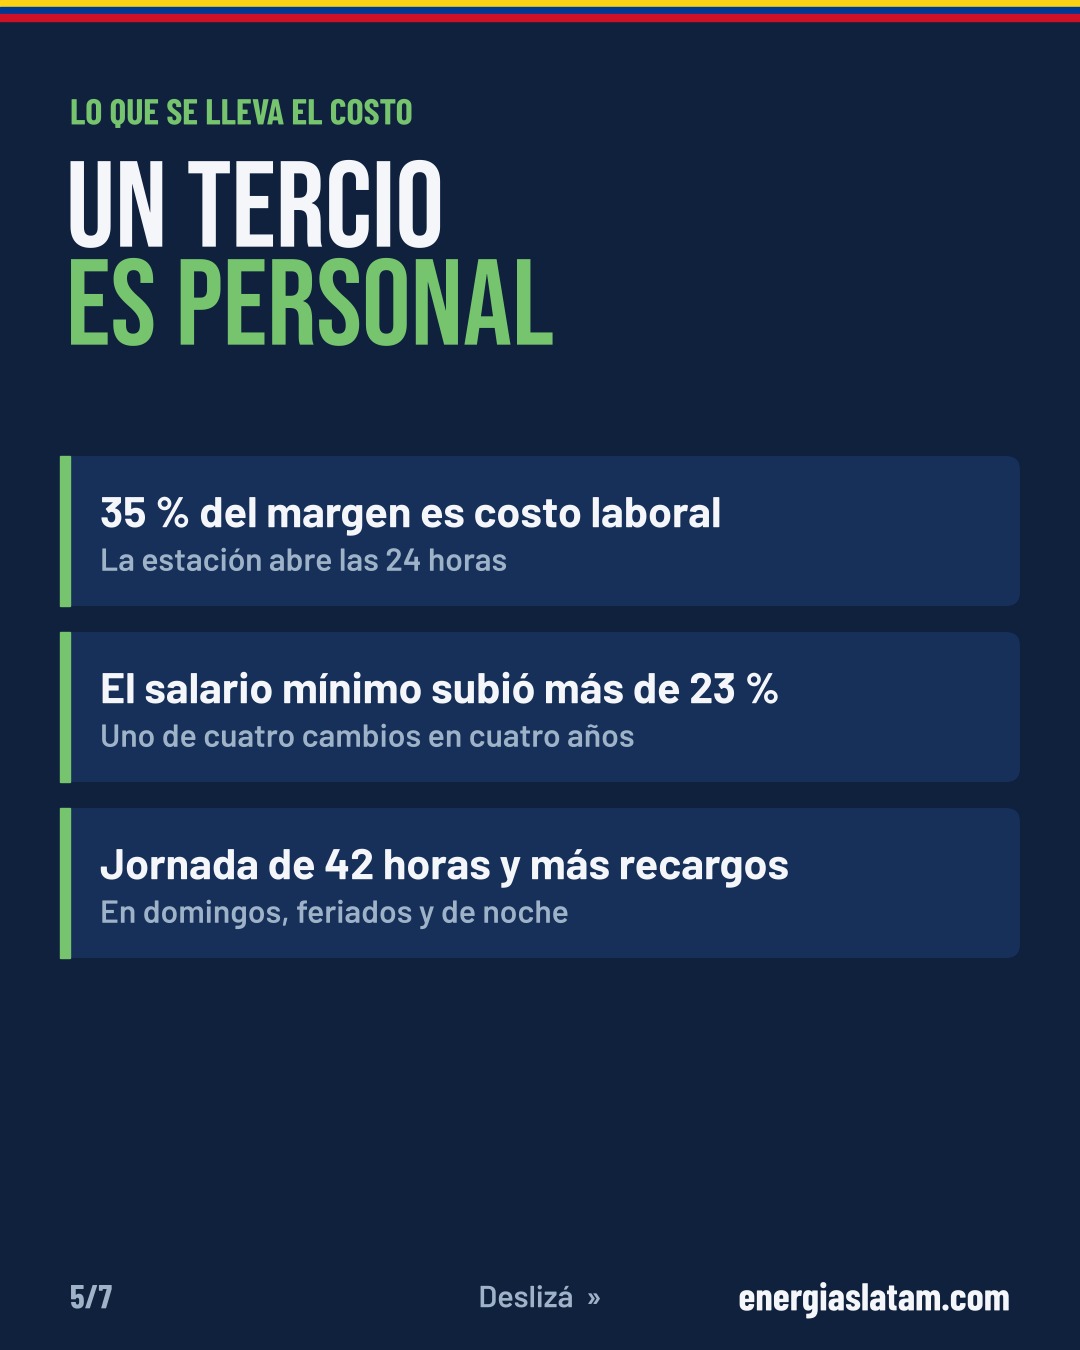 LO QUE SE LLEVA EL COSTO
UN TERCIO
ES PERSONAL
35 % del margen es costo laboral
La estación abre las 24 horas
El salario mínimo subió más de 23 %
Uno de cuatro cambios en cuatro años
Jornada de 42 horas y más recargos
En domingos, feriados y de noche
5/7
Deslizá »
energiaslatam.com